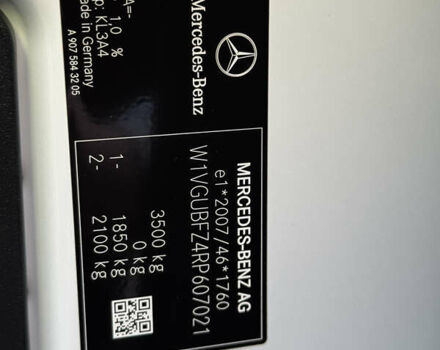 MERCEDES-BENZ AG
e1*2007/46*1760
W1VGUBFZ4RP607021
3500 kg
0 kg
1- 1850 kg
2- 2100 kg
Mercedes-Benz
A=-
1,0 %
p: KL3A4
ade in Germany
A 907 584 32 05